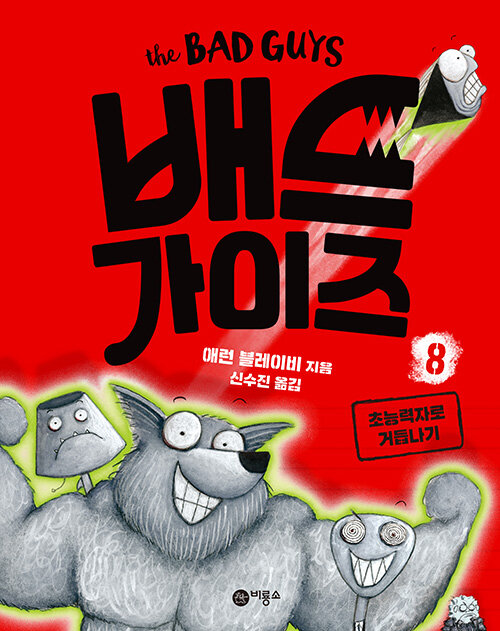 the BAD GUYS
배드
가이즈
애런 블레이비 지음
신수진 옮김
8
초능력자로
거듭나기
비룡소